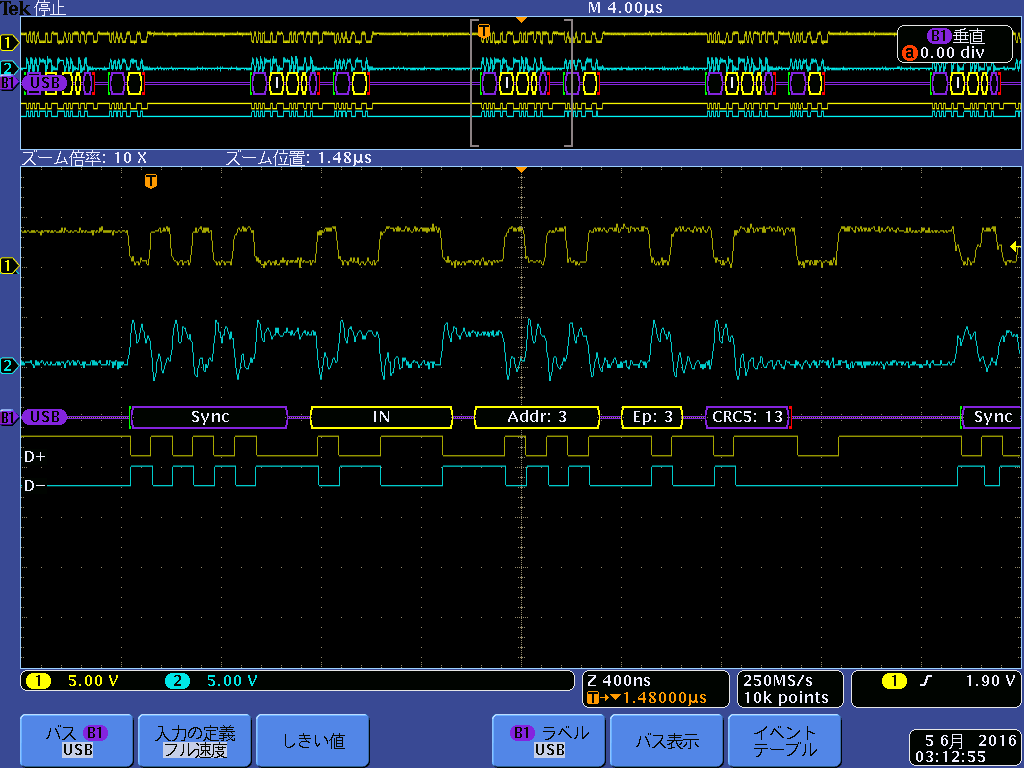 Tek 停止
M 4.00µs
1
T
B1 垂直
a 0.00 div
2
B1 USB
ズーム倍率: 10 X
ズーム位置: 1.48µs
T
1
2
B1 USB
Sync
IN
Addr: 3
Ep: 3
CRC5: 13
Sync
D+
D−
1 5.00 V
2 5.00 V
Z 400ns
T→▼1.48000µs
250MS/s
10k points
1 1.90 V
バス B1
USB
入力の定義
フル速度
しきい値
B1 ラベル
USB
バス表示
イベント
テーブル
5 6月 2016
03:12:55